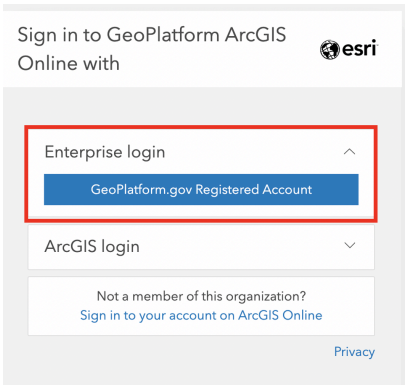 Sign in to GeoPlatform ArcGIS
Online with
esri
Enterprise login
GeoPlatform.gov Registered Account
ArcGIS login
Not a member of this organization?
Sign in to your account on ArcGIS Online
Privacy